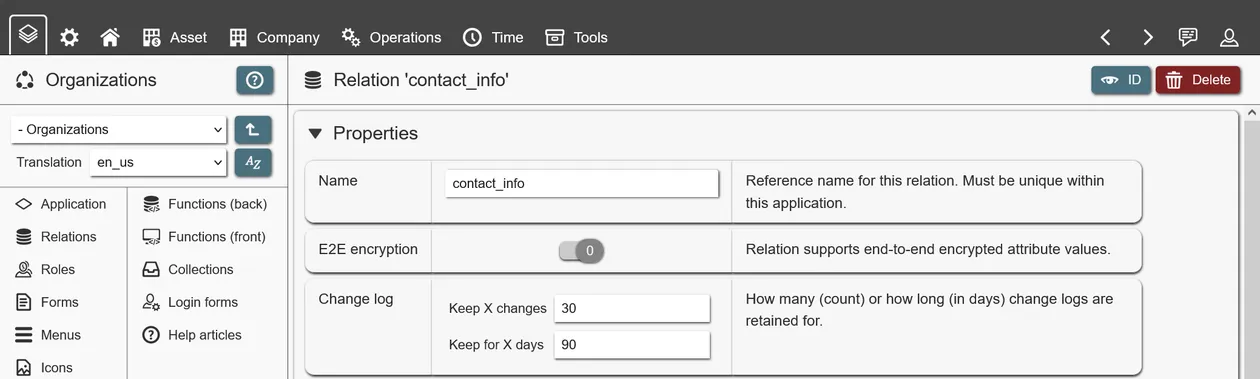 Asset Company Operations Time Tools
Organizations
Relation 'contact_info'
ID Delete
- Organizations
Translation en_us AZ
Application Functions (back)
Relations Functions (front)
Roles Collections
Forms Login forms
Menus Help articles
Icons
Properties
Name contact_info Reference name for this relation. Must be unique within
this application.
E2E encryption 0 Relation supports end-to-end encrypted attribute values.
Change log Keep X changes 30 How many (count) or how long (in days) change logs are
retained for.
Keep for X days 90